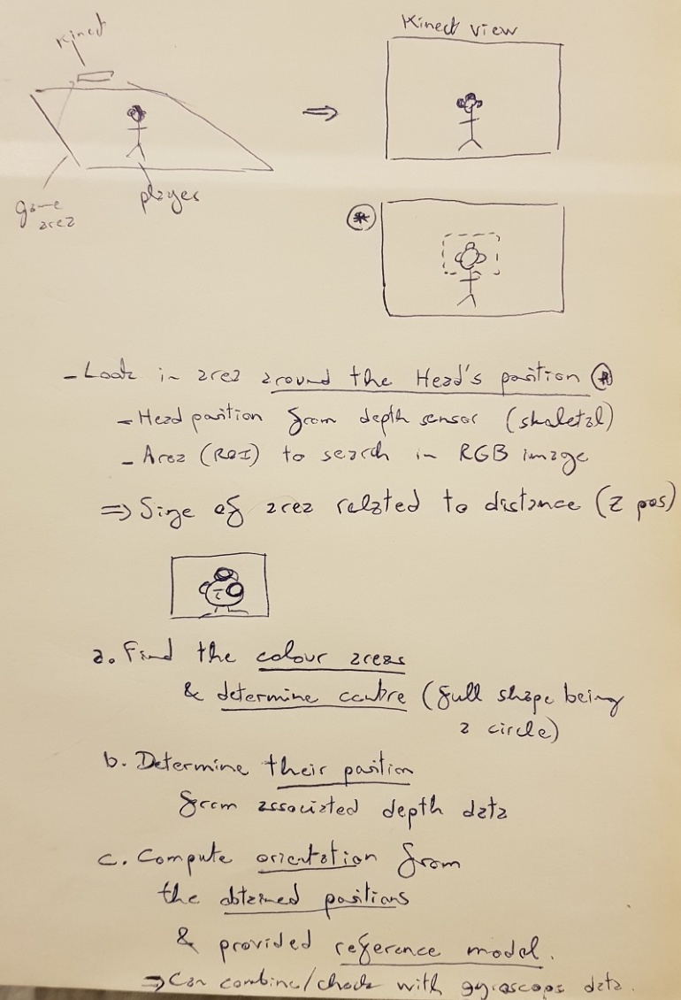 Kinect
Kinect view
game
area
player
*
- Look in area around the Head's position *
- Head position from depth sensor (skeletal)
- Area (ROI) to search in RGB image
⇒ Size of area related to distance (Z pos)
a. Find the colour areas
& determine centre (full shape being
a circle)
b. Determine their position
from associated depth data
c. Compute orientation from
the obtained positions
& provided reference model.
⇒ Can combine/check with gyroscope data.